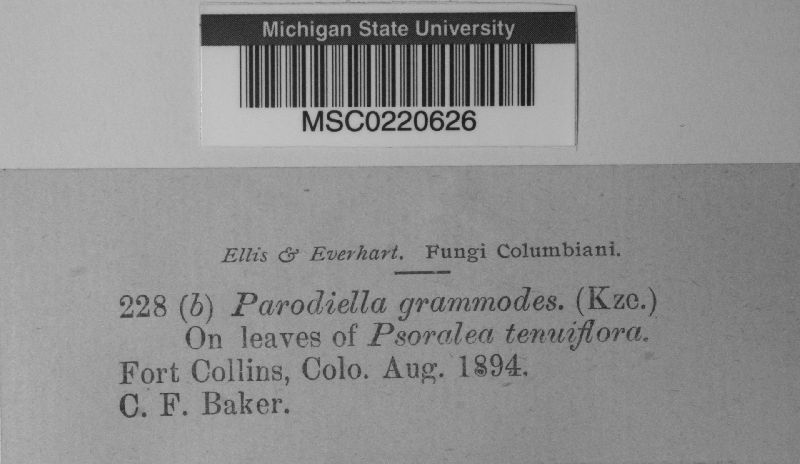 Michigan State University
MSC0220626
Ellis & Everhart. Fungi Columbiani.
228 (b) Parodiella grammodes. (Kze.)
On leaves of Psoralea tenuiflora.
Fort Collins, Colo. Aug. 1894.
C. F. Baker.